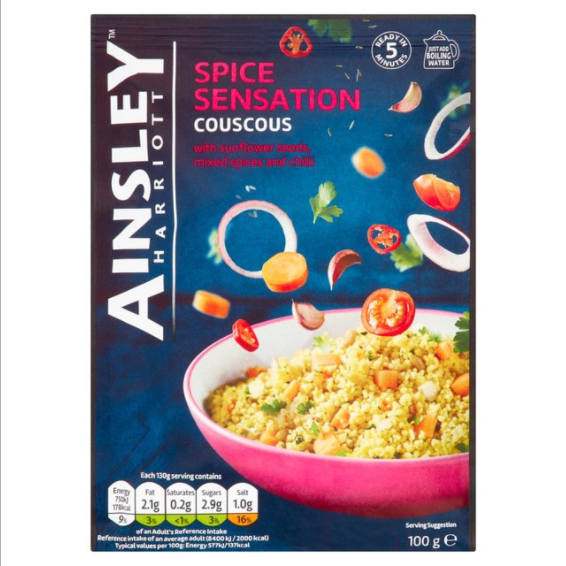 AINSLEY™
HARRIOTT
SPICE
SENSATION
COUSCOUS
with sunflower seeds,
mixed spices and chilli
READY IN
5
MINUTES
JUST ADD
BOILING
WATER
Each 130g serving contains
Energy
750kJ
178kcal
9%
Fat
2.1g
3%
Saturates
0.2g
<1%
Sugars
2.9g
3%
Salt
1.0g
16%
of an Adult's Reference Intake
Reference intake of an average adult (8400 kJ / 2000 kcal)
Typical values per 100g: Energy 577kJ/137kcal
Serving Suggestion
100 g ℮